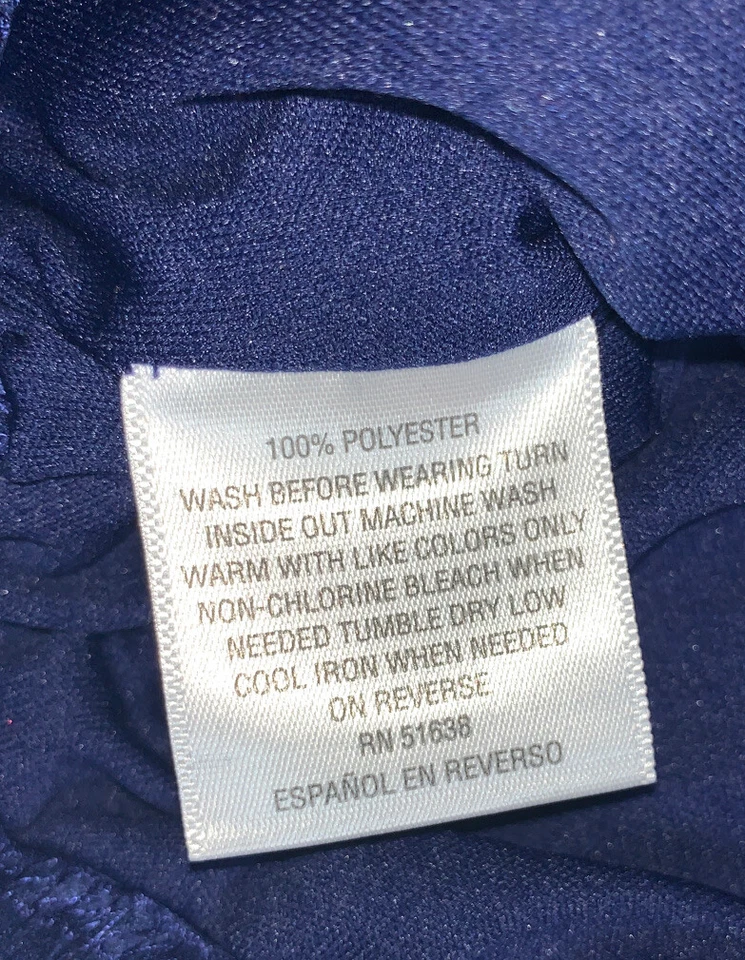 100% POLYESTER
WASH BEFORE WEARING TURN
INSIDE OUT MACHINE WASH
WARM WITH LIKE COLORS ONLY
NON-CHLORINE BLEACH WHEN
NEEDED TUMBLE DRY LOW
COOL IRON WHEN NEEDED
ON REVERSE
RN 51638
ESPAÑOL EN REVERSO